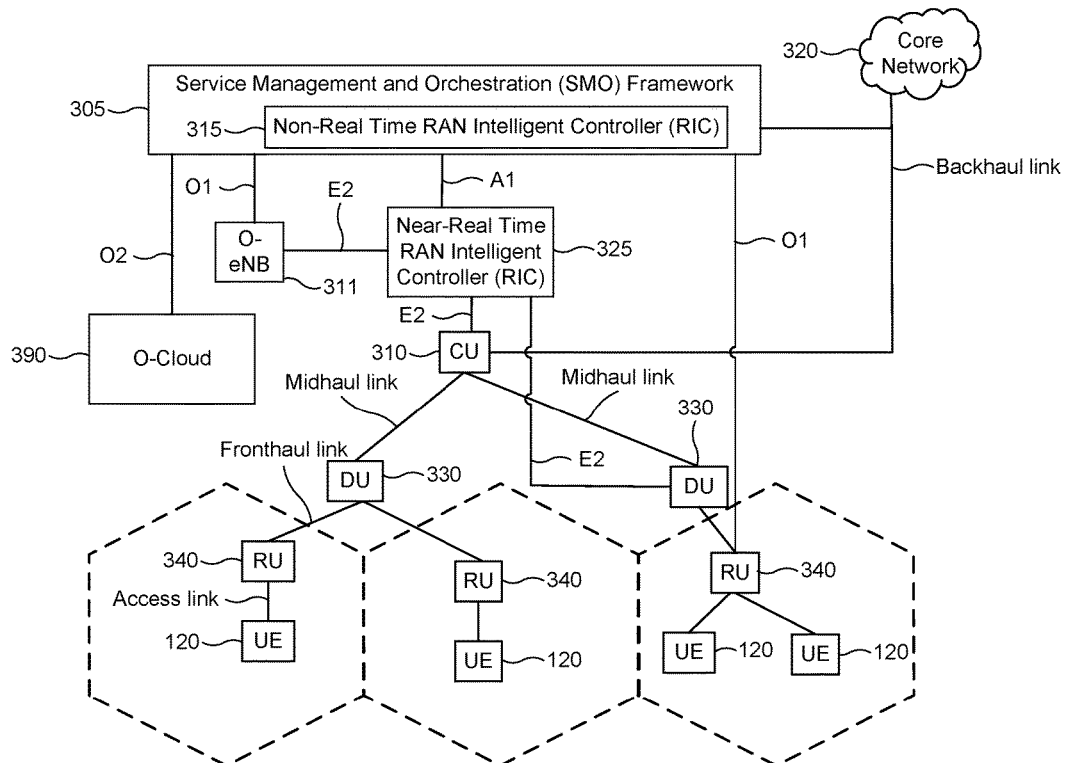 320
Core
Network
Service Management and Orchestration (SMO) Framework
305
315
Non-Real Time RAN Intelligent Controller (RIC)
Backhaul link
O1
E2
A1
O2
O-
eNB
311
Near-Real Time
RAN Intelligent
Controller (RIC)
325
O1
390
O-Cloud
E2
310
CU
Midhaul link
Midhaul link
330
Fronthaul link
DU
330
E2
DU
340
RU
RU
340
RU
340
Access link
120
UE
UE
120
UE
120
UE
120